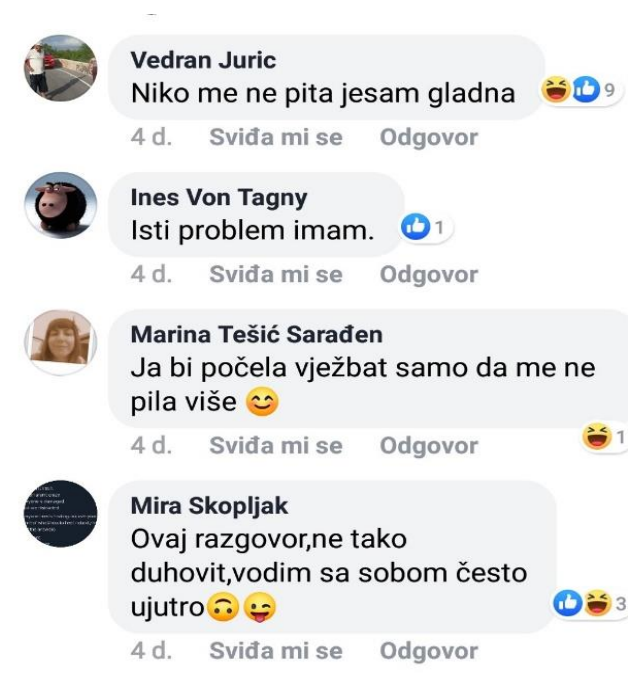 Vedran Juric
Niko me ne pita jesam gladna
9
4 d. Sviđa mi se Odgovor
Ines Von Tagny
Isti problem imam.
1
4 d. Sviđa mi se Odgovor
Marina Tešić Sarađen
Ja bi počela vježbat samo da me ne
pila više 😊
1
4 d. Sviđa mi se Odgovor
Mira Skopljak
Ovaj razgovor,ne tako
duhovit,vodim sa sobom često
ujutro🙃😜
3
4 d. Sviđa mi se Odgovor